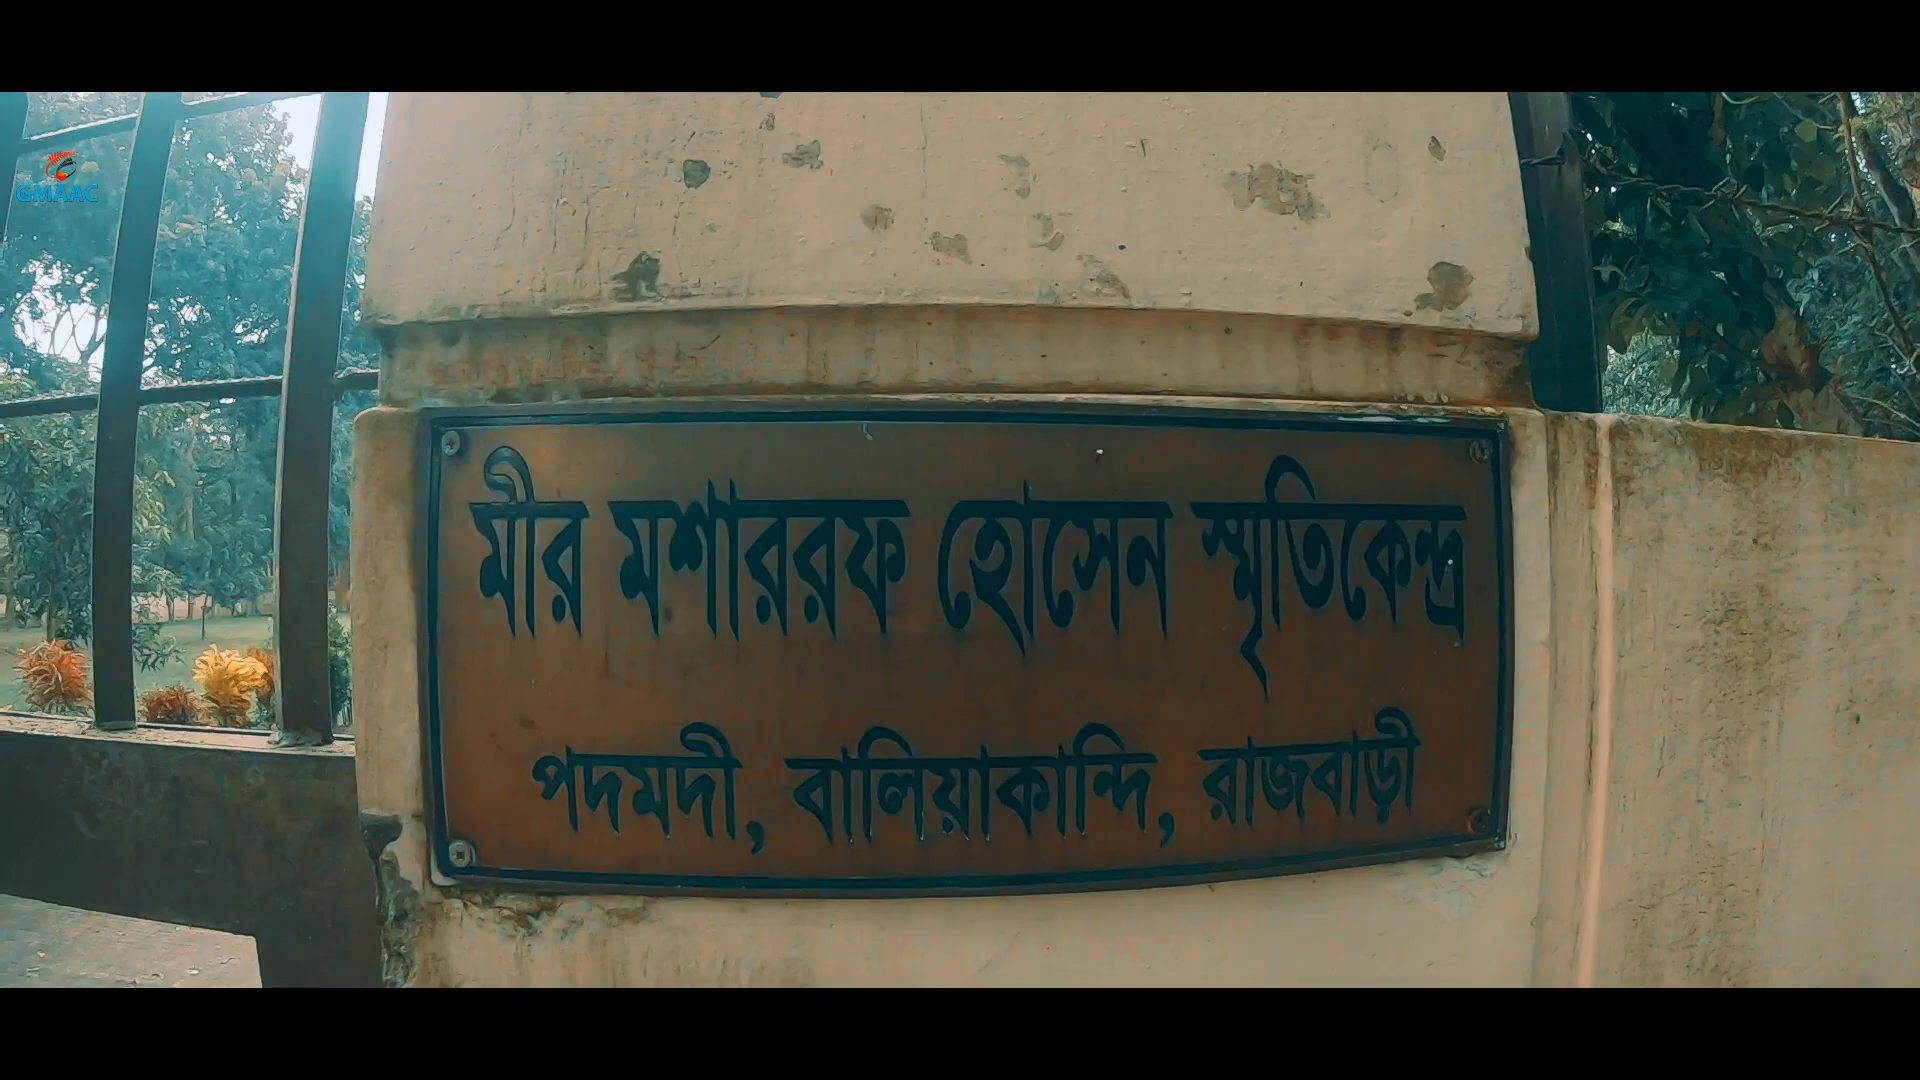 GMAAC
মীর মশাররফ হোসেন স্মৃতিকেন্দ্র
পদমদী, বালিয়াকান্দি, রাজবাড়ী